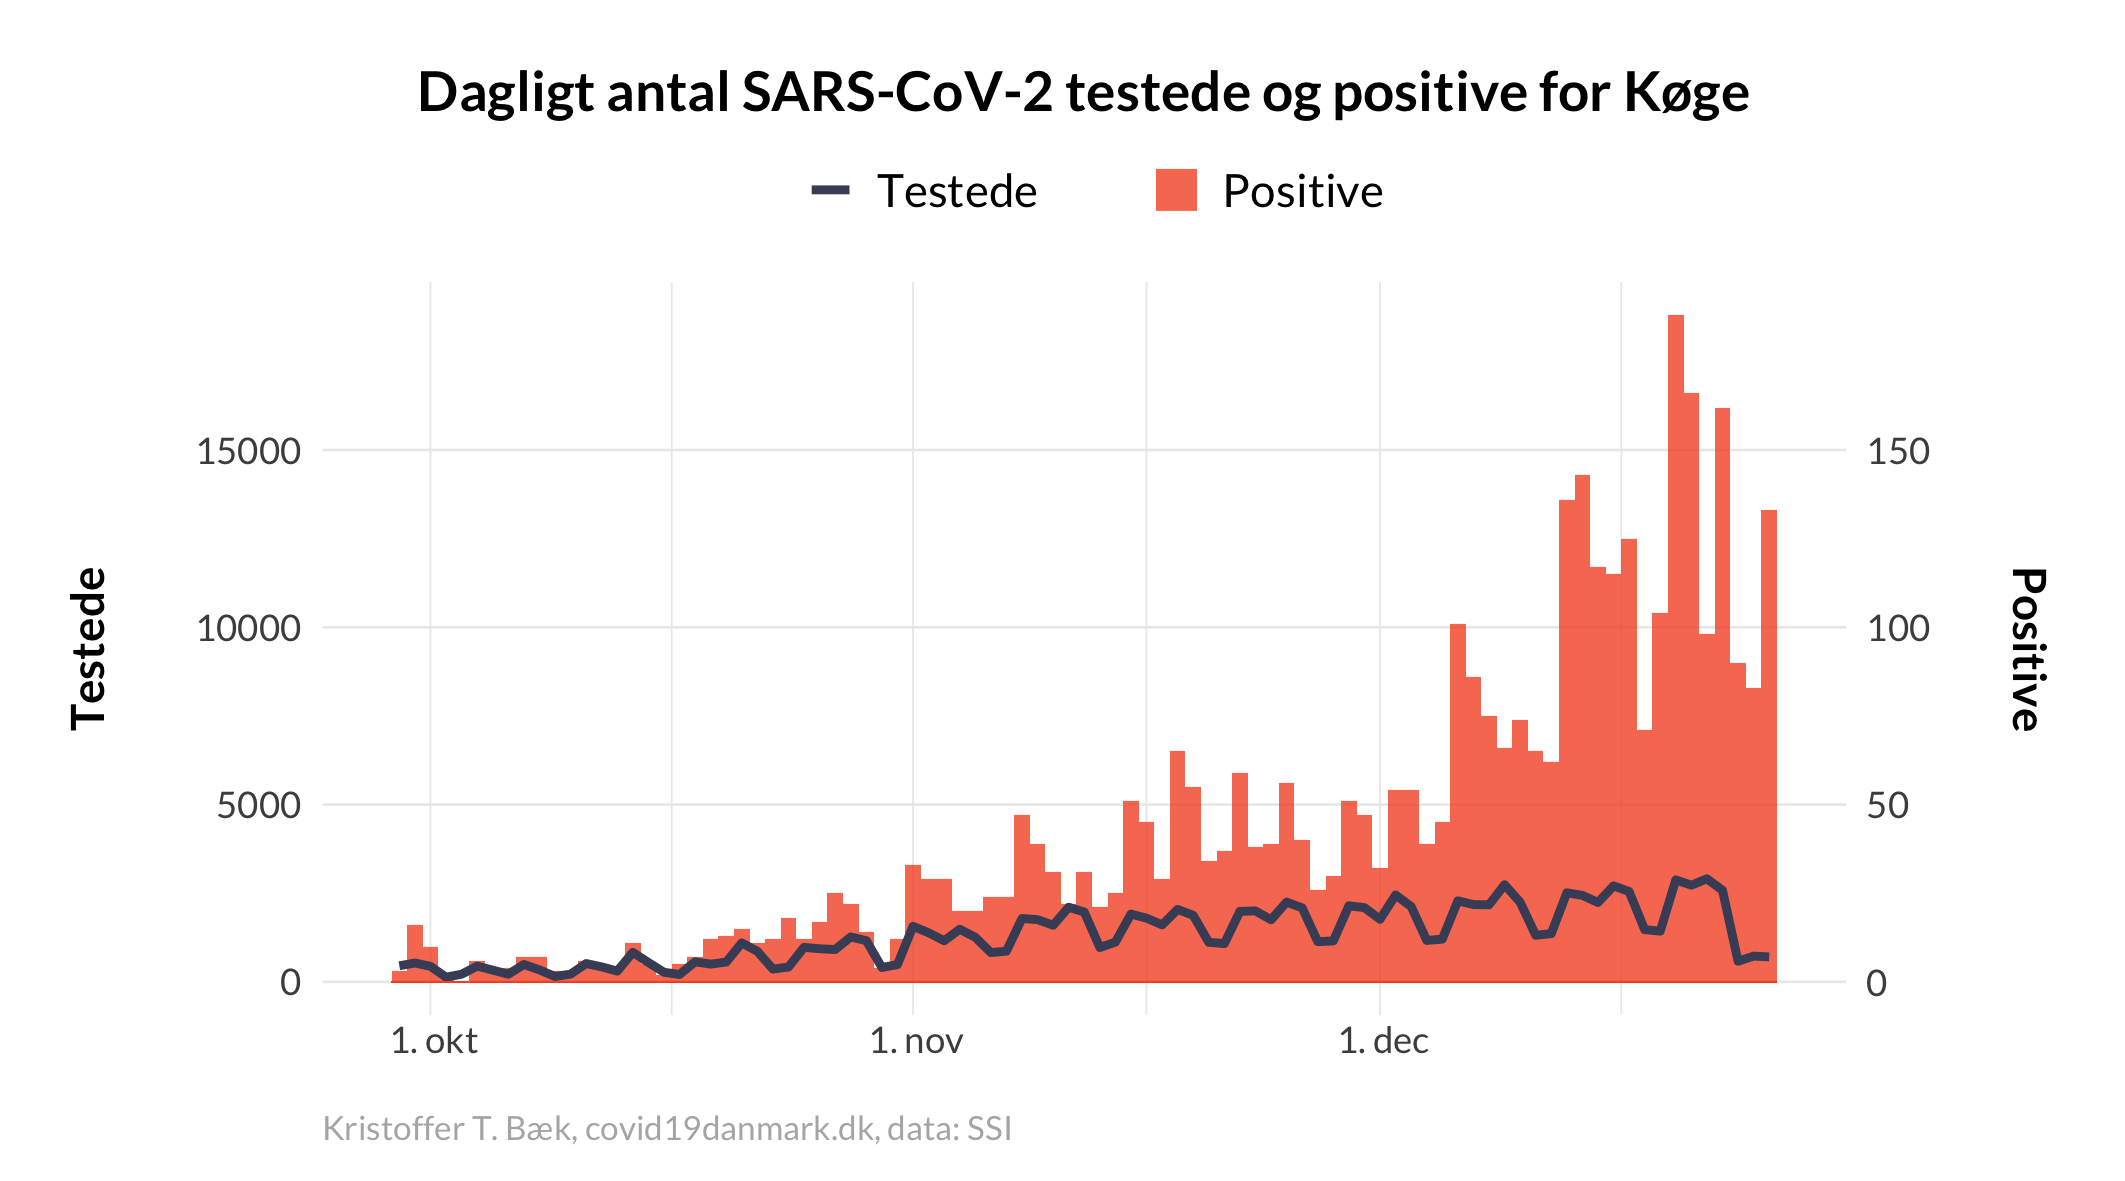 Dagligt antal SARS-CoV-2 testede og positive for Køge
Testede
Positive
Testede
15000
10000
5000
0
150
100
50
0
Positive
1. okt
1. nov
1. dec
Kristoffer T. Bæk, covid19danmark.dk, data: SSI